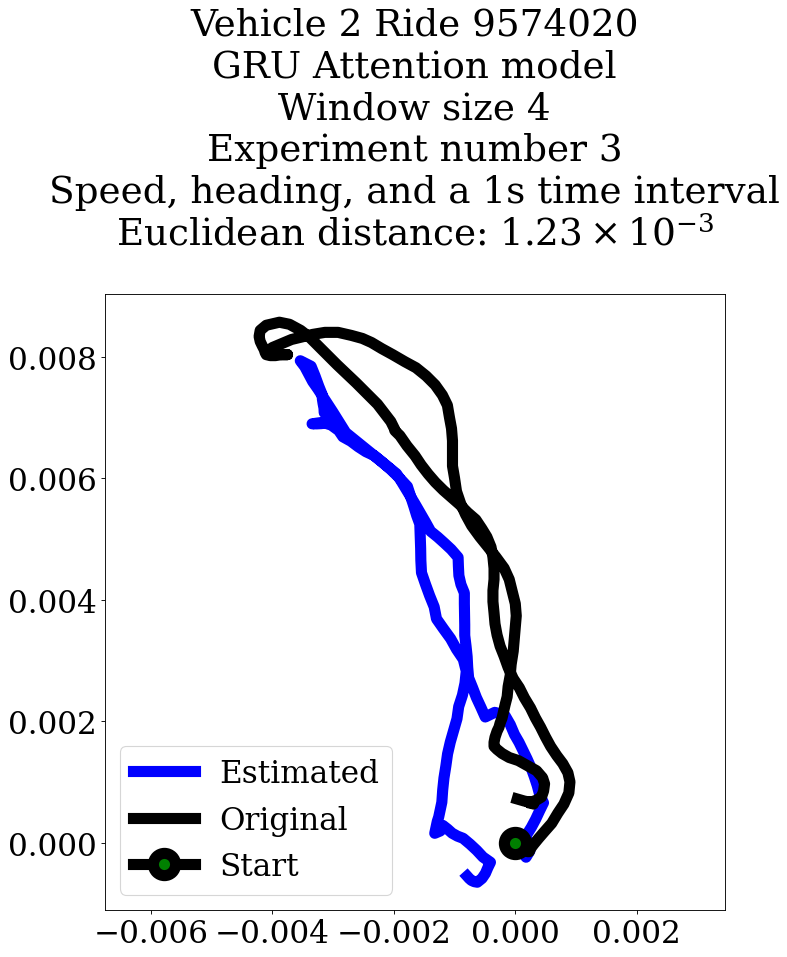 Vehicle 2 Ride 9574020
GRU Attention model
Window size 4
Experiment number 3
Speed, heading, and a 1s time interval
Euclidean distance: 1.23 × 10⁻³
0.008
0.006
0.004
0.002
0.000
Estimated
Original
Start
−0.006 −0.004 −0.002 0.000 0.002